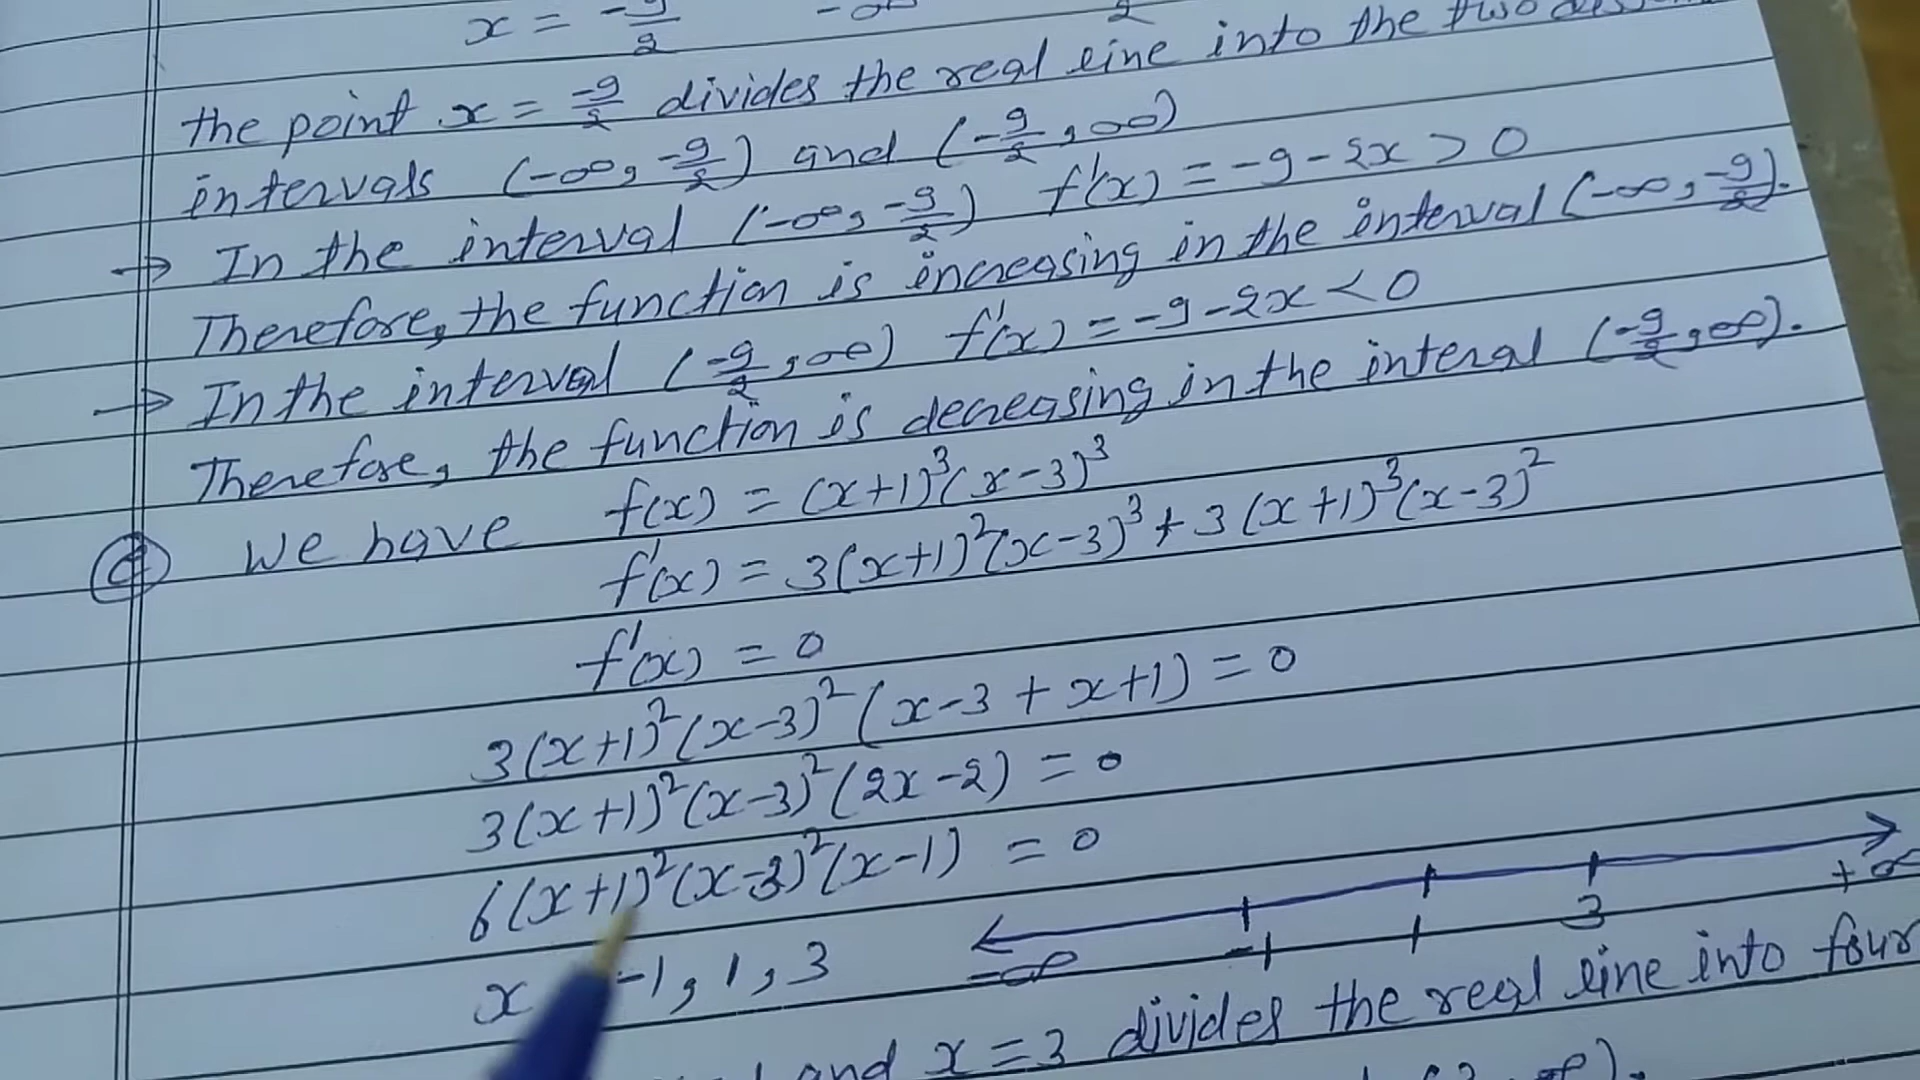 x = -9/2 -∞ 2
the point x = -9/2 divides the real line into the two
intervals (-∞, -9/2) and (-9/2, ∞)
→ In the interval (-∞, -9/2) f'(x) = -9-2x > 0
Therefore, the function is increasing in the interval (-∞, -9/2).
→ In the interval (-9/2, ∞) f'(x) = -9-2x < 0
Therefore, the function is decreasing in the interal (-9/2, ∞).
We have f(x) = (x+1)³(x-3)³
f'(x) = 3(x+1)²(x-3)³ + 3(x+1)³(x-3)²
f'(x) = 0
3(x+1)²(x-3)²(x-3+x+1) = 0
3(x+1)²(x-3)²(2x-2) = 0
6(x+1)²(x-3)²(x-1) = 0
x -1, 1, 3
-∞ -1 1 3 +∞
and x=3 divides the real line into four
∞).